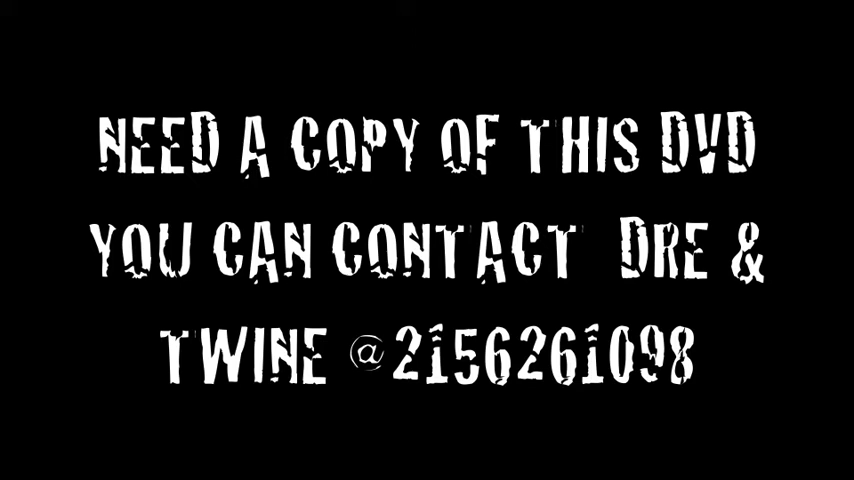 NEED A COPY OF THIS DVD
YOU CAN CONTACT DRE &
TWINE @2156261098